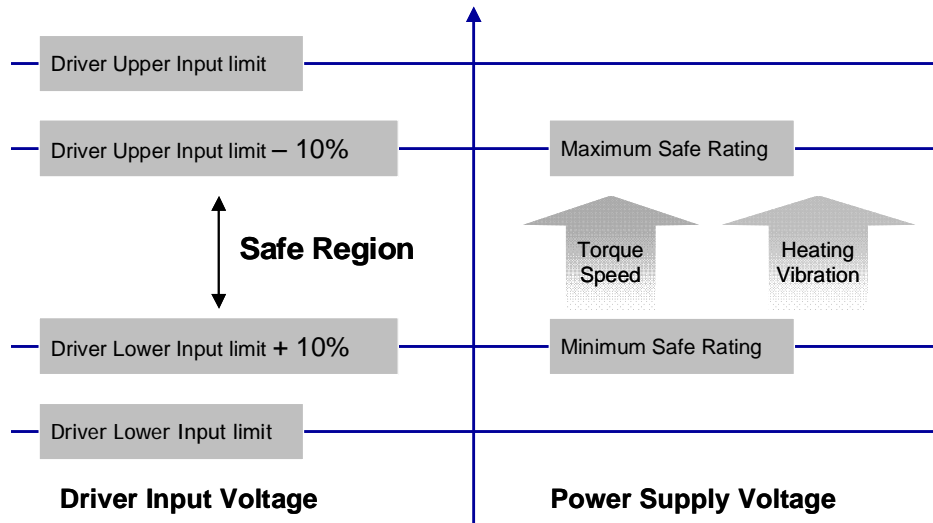 Driver Upper Input limit
Driver Upper Input limit – 10%
Maximum Safe Rating
Safe Region
Torque
Speed
Heating
Vibration
Driver Lower Input limit + 10%
Minimum Safe Rating
Driver Lower Input limit
Driver Input Voltage
Power Supply Voltage